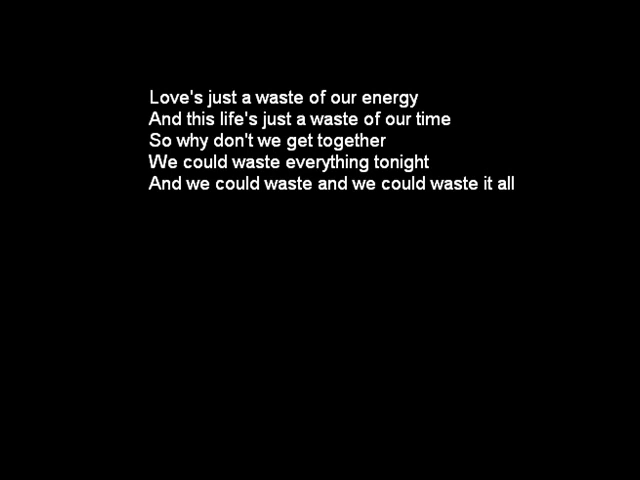 Love's just a waste of our energy
And this life's just a waste of our time
So why don't we get together
We could waste everything tonight
And we could waste and we could waste it all